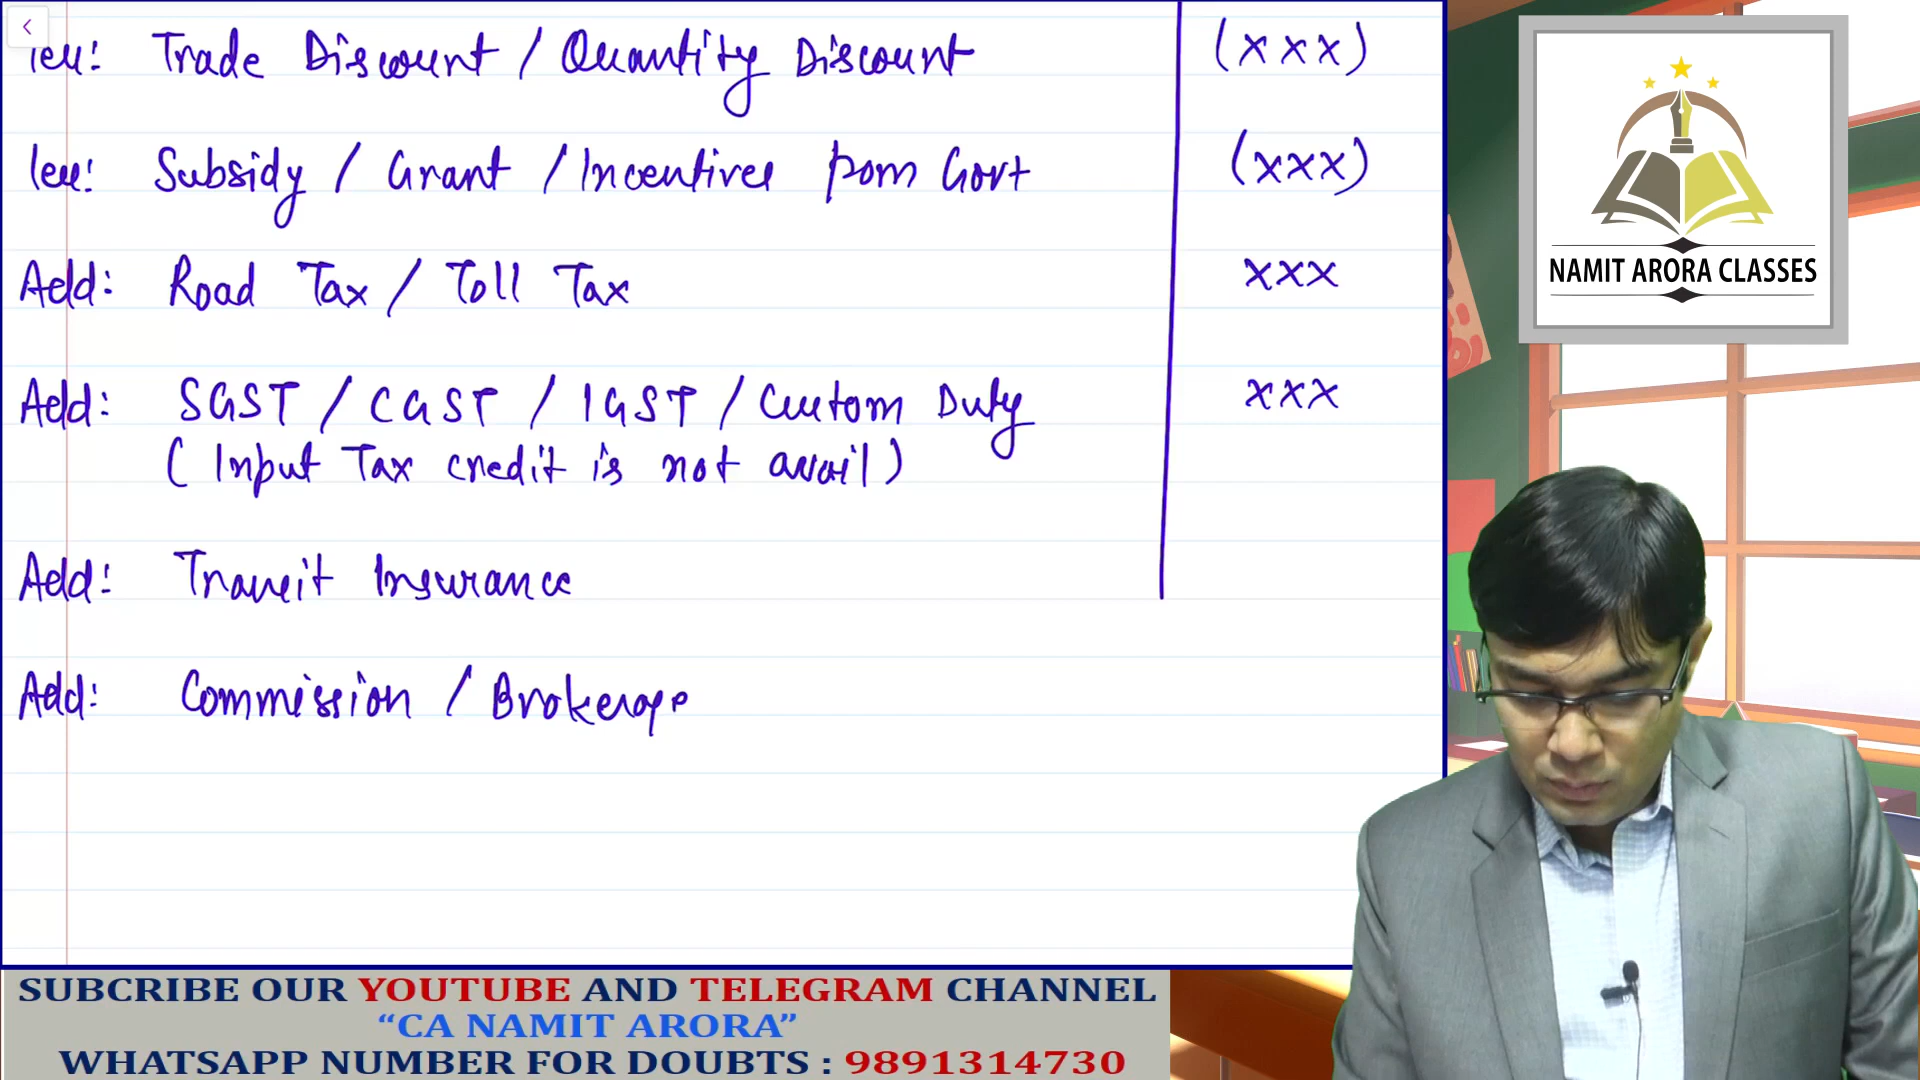 Less: Trade Discount / Quantity Discount (xxx)
Less: Subsidy / Grant / Incentives from Govt (xxx)
Add: Road Tax / Toll Tax xxx
Add: SGST / CGST / IGST / Custom Duty xxx
(Input Tax credit is not avail)
Add: Transit Insurance
Add: Commission / Brokerage
NAMIT ARORA CLASSES
SUBCRIBE OUR YOUTUBE AND TELEGRAM CHANNEL
“CA NAMIT ARORA”
WHATSAPP NUMBER FOR DOUBTS : 9891314730